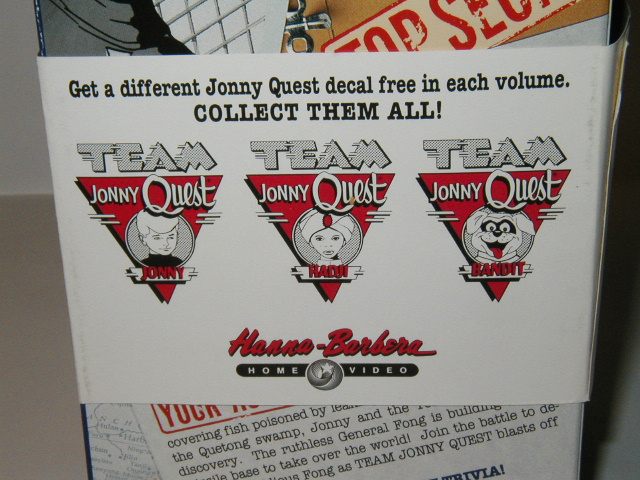 TOP SECR
Get a different Jonny Quest decal free in each volume.
COLLECT THEM ALL!
TEAM
JONNY Quest
JONNY
TEAM
JONNY Quest
HADJI
TEAM
JONNY Quest
BANDIT
Hanna-Barbera
HOME VIDEO
YOUR
covering fish poisoned by
the Quetong swamp, Jonny and the
discovery. The ruthless General Fong is building
base to take over the world! Join the battle to de-
Fong as TEAM JONNY QUEST blasts off
TRIVIA!